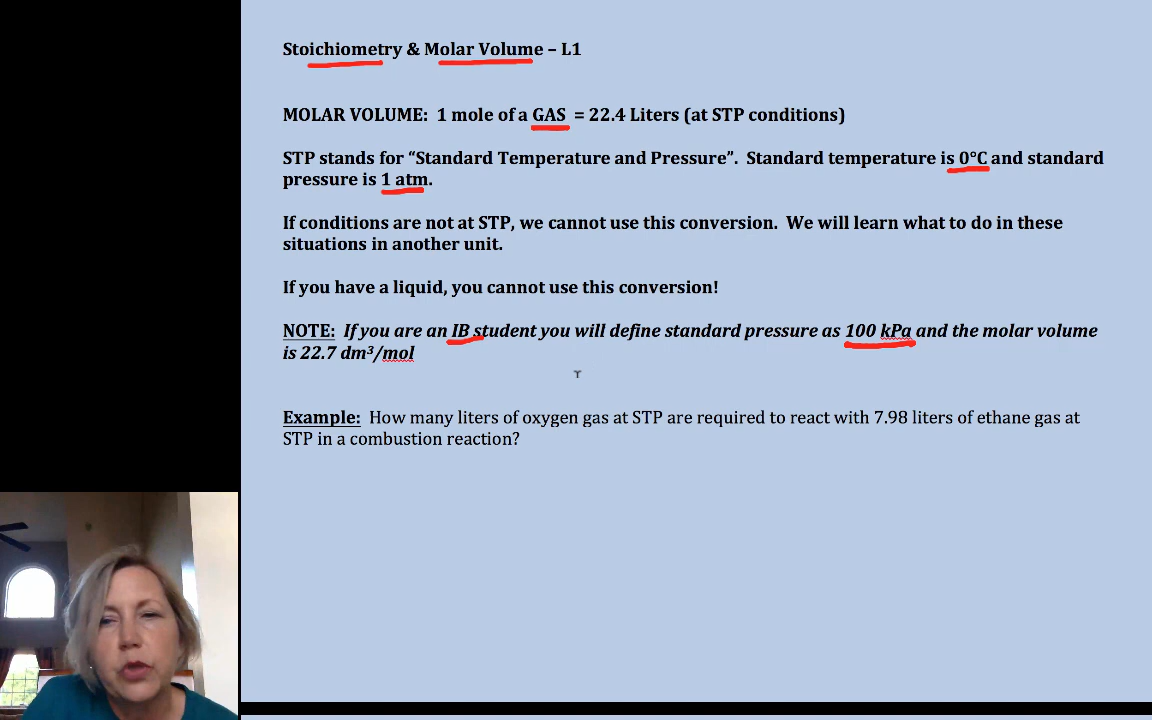 Stoichiometry & Molar Volume – L1
MOLAR VOLUME:  1 mole of a GAS  = 22.4 Liters (at STP conditions)
STP stands for “Standard Temperature and Pressure”.  Standard temperature is 0°C and standard
pressure is 1 atm.
If conditions are not at STP, we cannot use this conversion.  We will learn what to do in these
situations in another unit.
If you have a liquid, you cannot use this conversion!
NOTE:  If you are an IB student you will define standard pressure as 100 kPa and the molar volume
is 22.7 dm³/mol
Example:  How many liters of oxygen gas at STP are required to react with 7.98 liters of ethane gas at
STP in a combustion reaction?